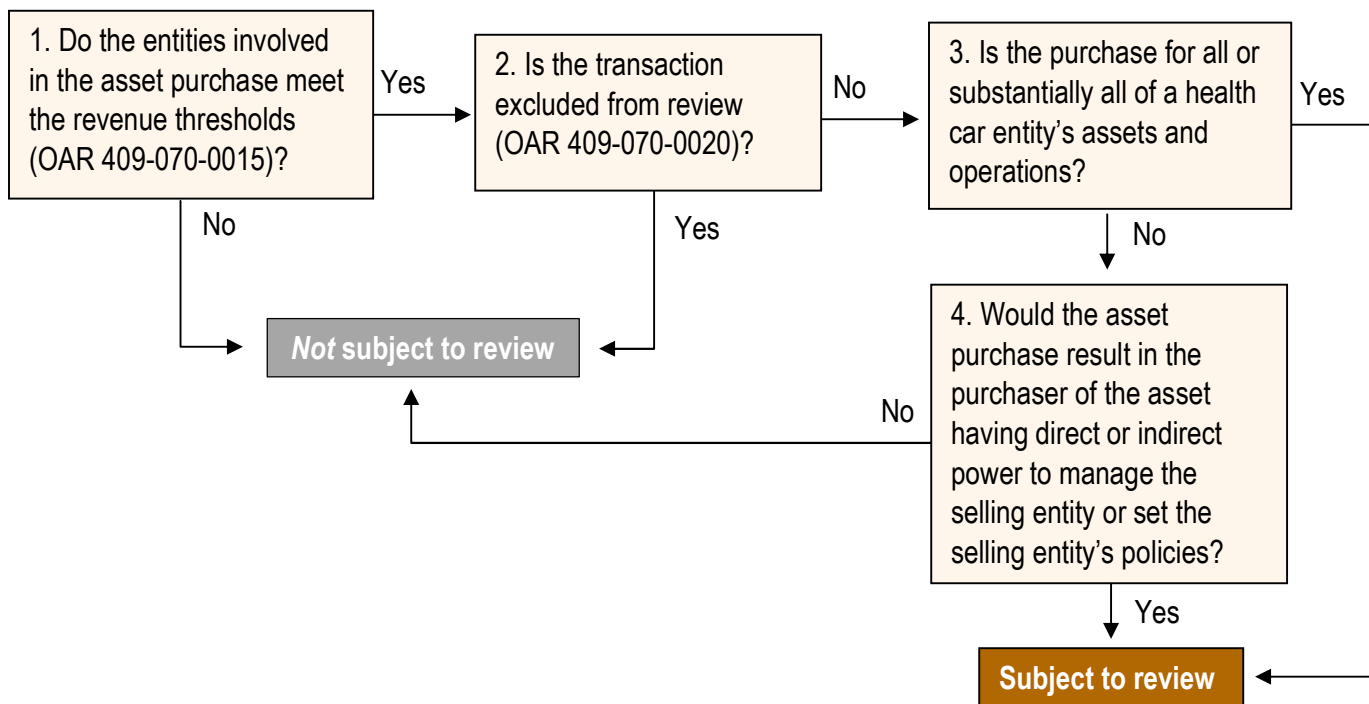 1. Do the entities involved
in the asset purchase meet
the revenue thresholds
(OAR 409-070-0015)?
Yes
No
2. Is the transaction
excluded from review
(OAR 409-070-0020)?
No
Yes
3. Is the purchase for all or
substantially all of a health
car entity’s assets and
operations?
Yes
No
Not subject to review
4. Would the asset
purchase result in the
purchaser of the asset
having direct or indirect
power to manage the
selling entity or set the
selling entity’s policies?
No
Yes
Subject to review